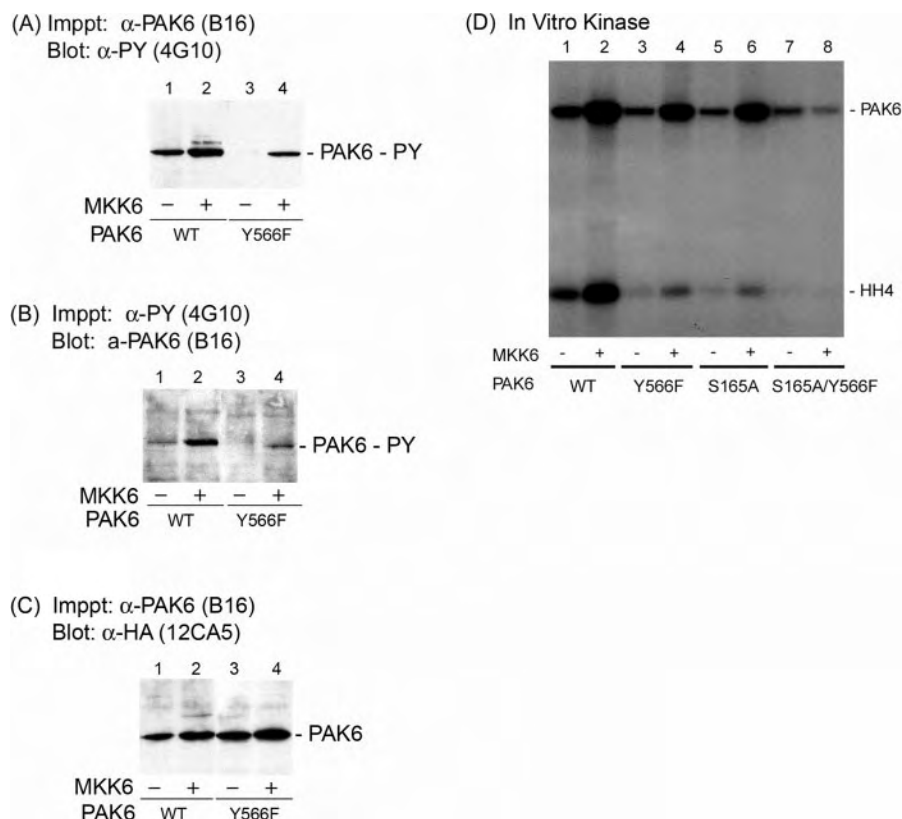 (A) Imppt: α-PAK6 (B16)
Blot: α-PY (4G10)
1 2 3 4
- PAK6 - PY
MKK6 − + − +
PAK6 WT Y566F
(B) Imppt: α-PY (4G10)
Blot: a-PAK6 (B16)
1 2 3 4
- PAK6 - PY
MKK6 − + − +
PAK6 WT Y566F
(C) Imppt: α-PAK6 (B16)
Blot: α-HA (12CA5)
1 2 3 4
- PAK6
MKK6 − + − +
PAK6 WT Y566F
(D) In Vitro Kinase
1 2 3 4 5 6 7 8
- PAK6
- HH4
MKK6 - + - + - + - +
PAK6 WT Y566F S165A S165A/Y566F